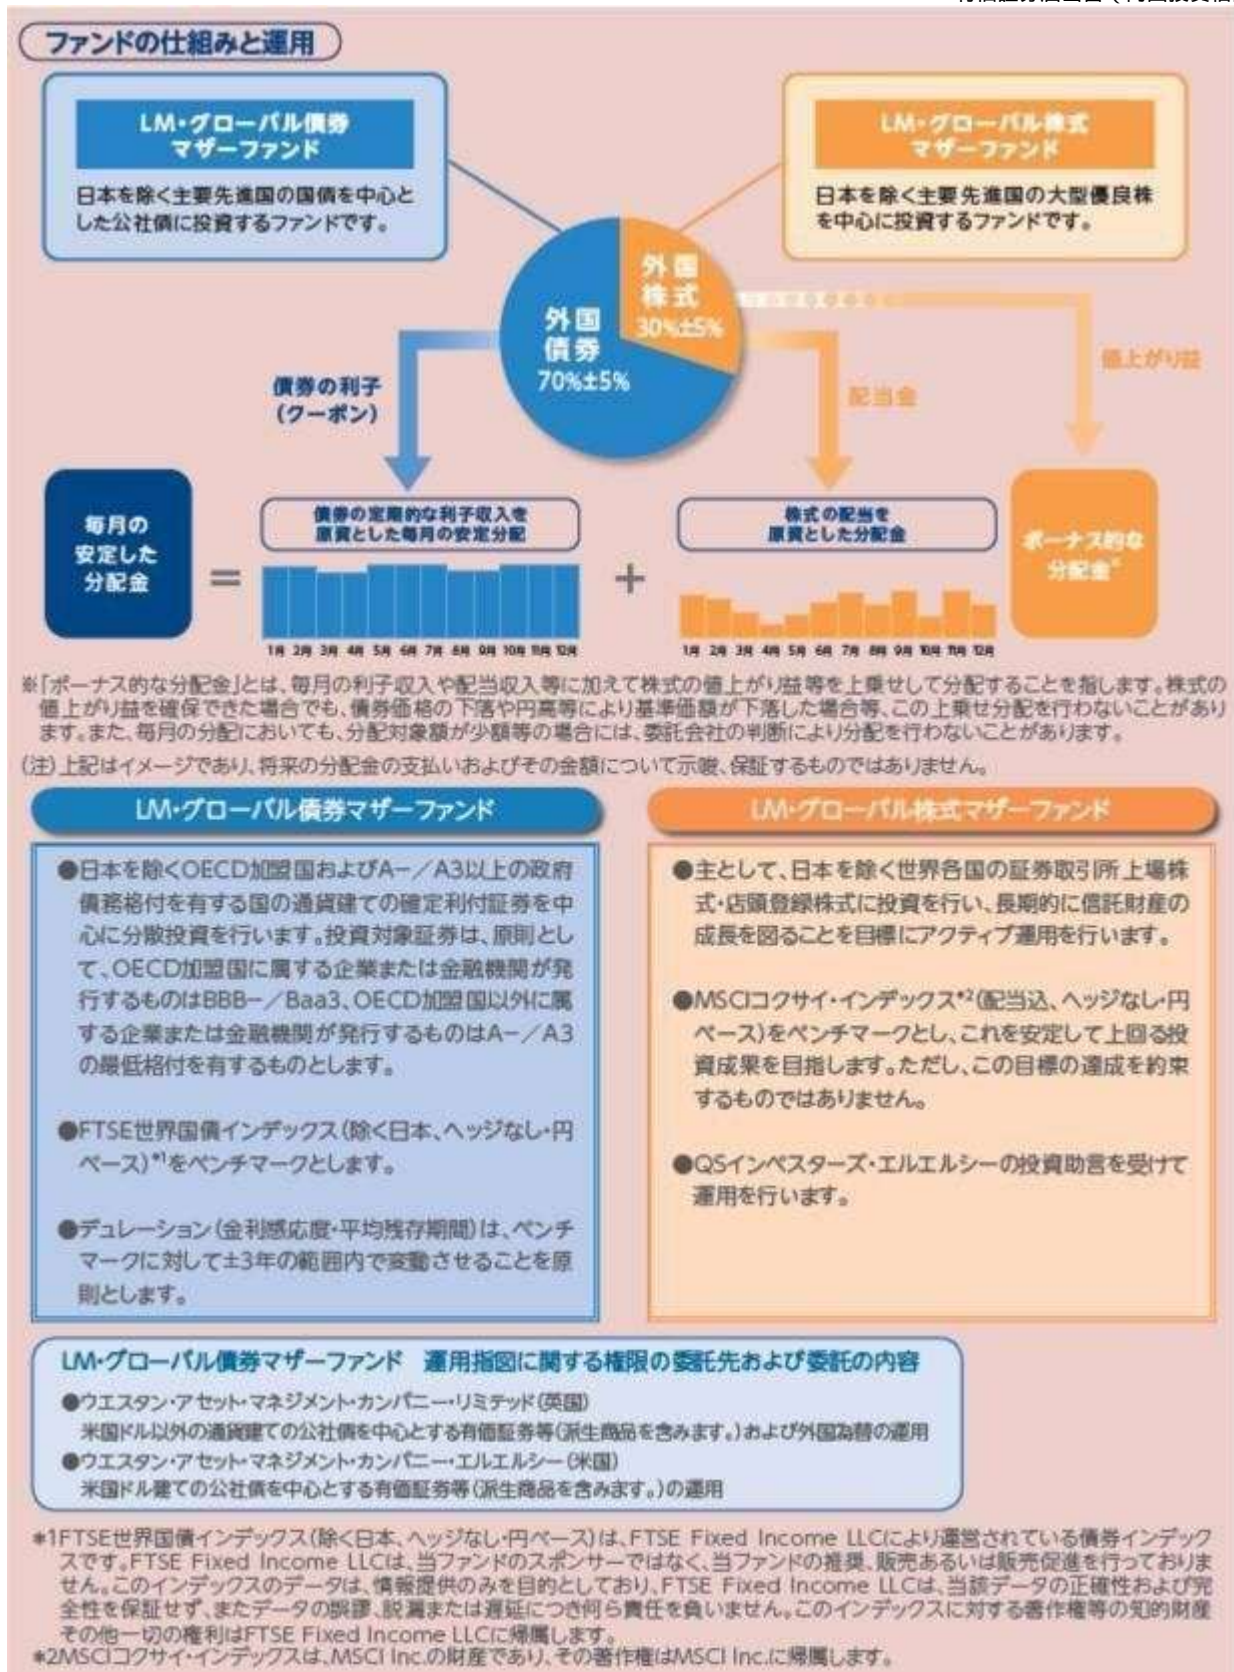 ファンドの仕組みと運用
LM・グローバル債券
マザーファンド
日本を除く主要先進国の国債を中心と
した公社債に投資するファンドです。
LM・グローバル株式
マザーファンド
日本を除く主要先進国の大型優良株
を中心に投資するファンドです。
外国
株式
30%±5%
外国
債券
70%±5%
債券の利子
(クーポン)
配当金
値上がり益
毎月の
安定した
分配金
=
債券の定期的な利子収入を
原資とした毎月の安定分配
1月 2月 3月 4月 5月 6月 7月 8月 9月 10月 11月 12月
+
株式の配当を
原資とした分配金
1月 2月 3月 4月 5月 6月 7月 8月 9月 10月 11月 12月
ボーナス的な
分配金※
※「ボーナス的な分配金」とは、毎月の利子収入や配当収入等に加えて株式の値上がり益等を上乗せして分配することを指します。株式の
値上がり益を確保できた場合でも、債券価格の下落や円高等により基準価額が下落した場合等、この上乗せ分配を行わないことがあり
ます。また、毎月の分配においても、分配対象額が少額等の場合には、委託会社の判断により分配を行わないことがあります。
(注)上記はイメージであり、将来の分配金の支払いおよびその金額について示唆、保証するものではありません。
LM・グローバル債券マザーファンド
●日本を除くOECD加盟国およびA-/A3以上の政府
債務格付を有する国の通貨建ての確定利付証券を中
心に分散投資を行います。投資対象証券は、原則とし
て、OECD加盟国に属する企業または金融機関が発
行するものはBBB-/Baa3、OECD加盟国以外に属
する企業または金融機関が発行するものはA-/A3
の最低格付を有するものとします。
●FTSE世界国債インデックス(除く日本、ヘッジなし・円
ベース)*1をベンチマークとします。
●デュレーション(金利感応度・平均残存期間)は、ベンチ
マークに対して±3年の範囲内で変動させることを原
則とします。
LM・グローバル株式マザーファンド
●主として、日本を除く世界各国の証券取引所上場株
式・店頭登録株式に投資を行い、長期的に信託財産の
成長を図ることを目標にアクティブ運用を行います。
●MSCIコクサイ・インデックス*2(配当込、ヘッジなし・円
ベース)をベンチマークとし、これを安定して上回る投
資成果を目指します。ただし、この目標の達成を約束
するものではありません。
●QSインベスターズ・エルエルシーの投資助言を受けて
運用を行います。
LM・グローバル債券マザーファンド 運用指図に関する権限の委託先および委託の内容
●ウエスタン・アセット・マネジメント・カンパニー・リミテッド(英国)
米国ドル以外の通貨建ての公社債を中心とする有価証券等(派生商品を含みます。)および外国為替の運用
●ウエスタン・アセット・マネジメント・カンパニー・エルエルシー(米国)
米国ドル建ての公社債を中心とする有価証券等(派生商品を含みます。)の運用
*1FTSE世界国債インデックス(除く日本、ヘッジなし・円ベース)は、FTSE Fixed Income LLCにより運営されている債券インデック
スです。FTSE Fixed Income LLCは、当ファンドのスポンサーではなく、当ファンドの推奨、販売あるいは販売促進を行っておりま
せん。このインデックスのデータは、情報提供のみを目的としており、FTSE Fixed Income LLCは、当該データの正確性および完
全性を保証せず、またデータの誤謬、脱漏または遅延につき何ら責任を負いません。このインデックスに対する著作権等の知的財産
その他一切の権利はFTSE Fixed Income LLCに帰属します。
*2MSCIコクサイ・インデックスは、MSCI Inc.の財産であり、その著作権はMSCI Inc.に帰属します。